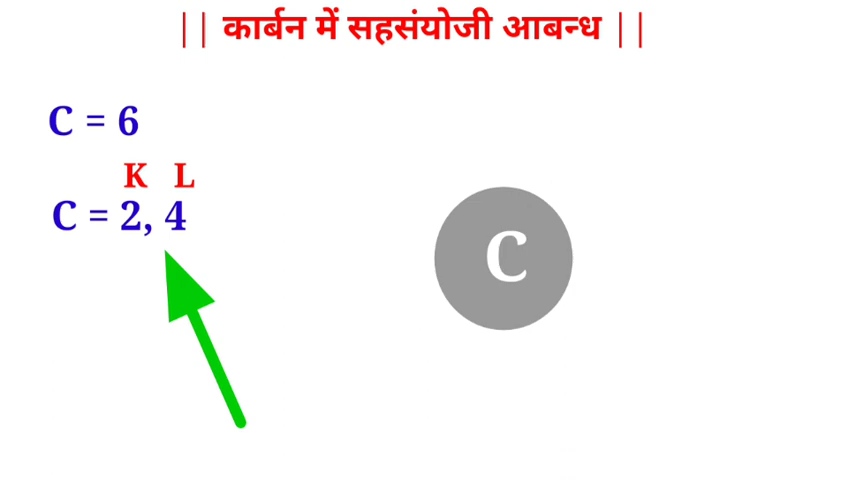 || कार्बन में सहसंयोजी आबन्ध ||
C = 6
K L
C = 2, 4
C